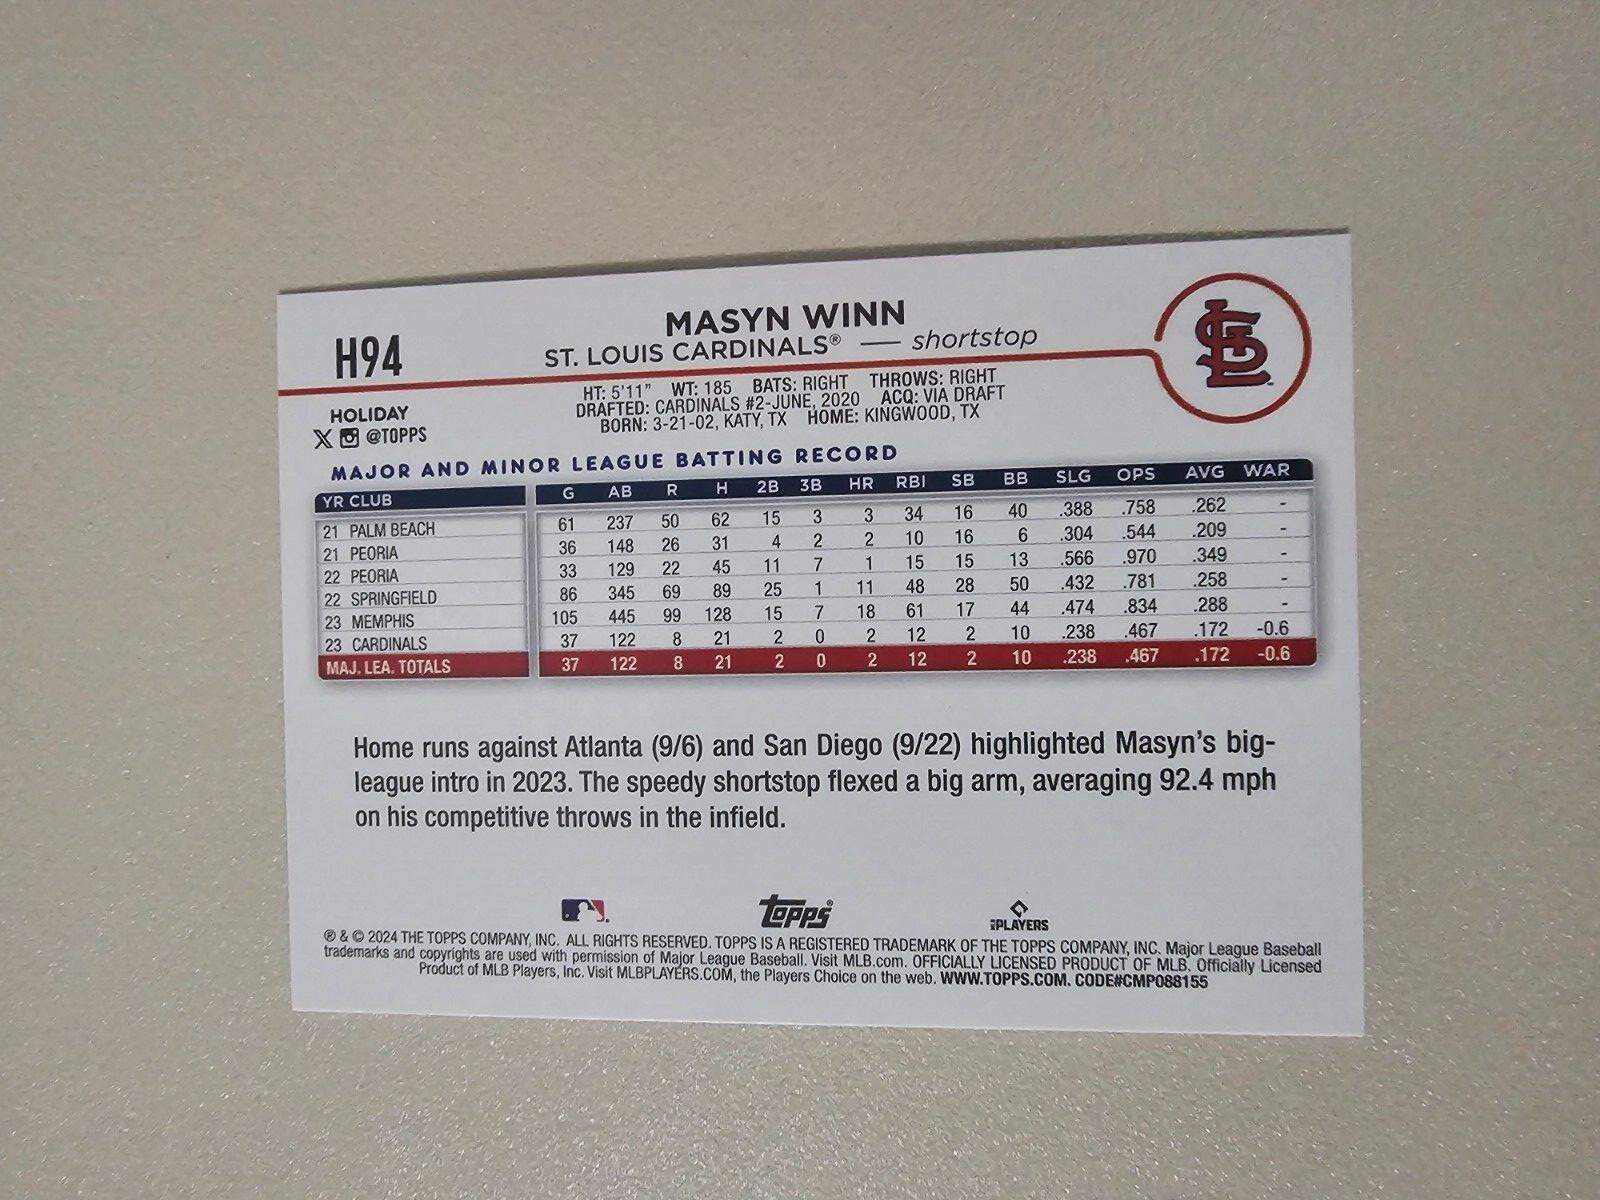 H94
MASYN WINN
ST. LOUIS CARDINALS® — shortstop
STL
HOLIDAY
@TOPPS
HT: 5'11" WT: 185 BATS: RIGHT THROWS: RIGHT
DRAFTED: CARDINALS #2-JUNE, 2020 ACQ: VIA DRAFT
BORN: 3-21-02, KATY, TX HOME: KINGWOOD, TX
MAJOR AND MINOR LEAGUE BATTING RECORD
YR CLUB G AB R H 2B 3B HR RBI SB BB SLG OPS AVG WAR
21 PALM BEACH 61 237 50 62 15 3 3 34 16 40 .388 .758 .262 -
21 PEORIA 36 148 26 31 4 2 2 10 16 6 .304 .544 .209 -
22 PEORIA 33 129 22 45 11 7 1 15 15 13 .566 .970 .349 -
22 SPRINGFIELD 86 345 69 89 25 1 11 48 28 50 .432 .781 .258 -
23 MEMPHIS 105 445 99 128 15 7 18 61 17 44 .474 .834 .288 -
23 CARDINALS 37 122 8 21 2 0 2 12 2 10 .238 .467 .172 -0.6
MAJ. LEA. TOTALS 37 122 8 21 2 0 2 12 2 10 .238 .467 .172 -0.6
Home runs against Atlanta (9/6) and San Diego (9/22) highlighted Masyn's big-
league intro in 2023. The speedy shortstop flexed a big arm, averaging 92.4 mph
on his competitive throws in the infield.
topps®
MLB PLAYERS
® & © 2024 THE TOPPS COMPANY, INC. ALL RIGHTS RESERVED. TOPPS IS A REGISTERED TRADEMARK OF THE TOPPS COMPANY, INC. Major League Baseball
trademarks and copyrights are used with permission of Major League Baseball. Visit MLB.com. OFFICIALLY LICENSED PRODUCT OF MLB. Officially Licensed
Product of MLB Players, Inc. Visit MLBPLAYERS.COM, the Players Choice on the web. WWW.TOPPS.COM. CODE#CMP088155